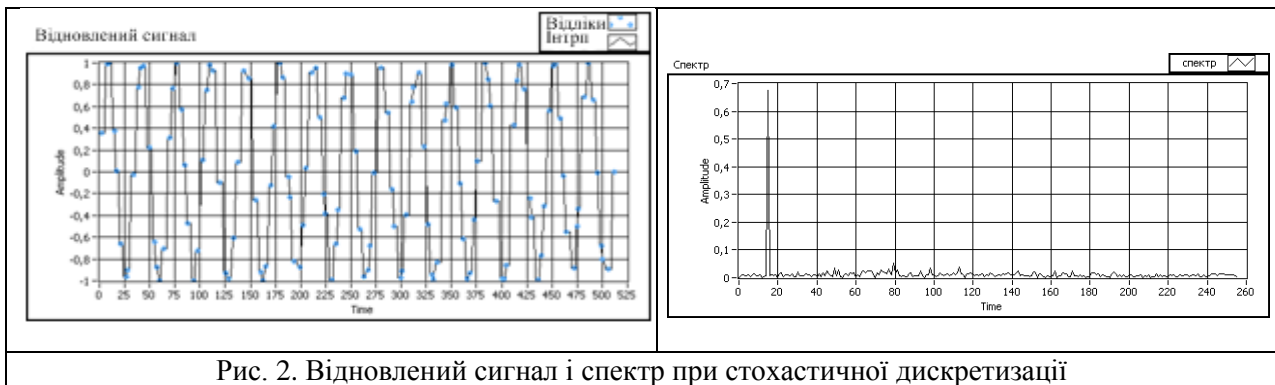 Відновлений сигнал
Відліки
Інтрп
Amplitude
1
0,8
0,6
0,4
0,2
0
-0,2
-0,4
-0,6
-0,8
-1
0 25 50 75 100 125 150 175 200 225 250 275 300 325 350 375 400 425 450 475 500 525
Time
Спектр
спектр
Amplitude
0,7
0,6
0,5
0,4
0,3
0,2
0,1
0
0 20 40 60 80 100 120 140 160 180 200 220 240 260
Time
Рис. 2. Відновлений сигнал і спектр при стохастичної дискретизації